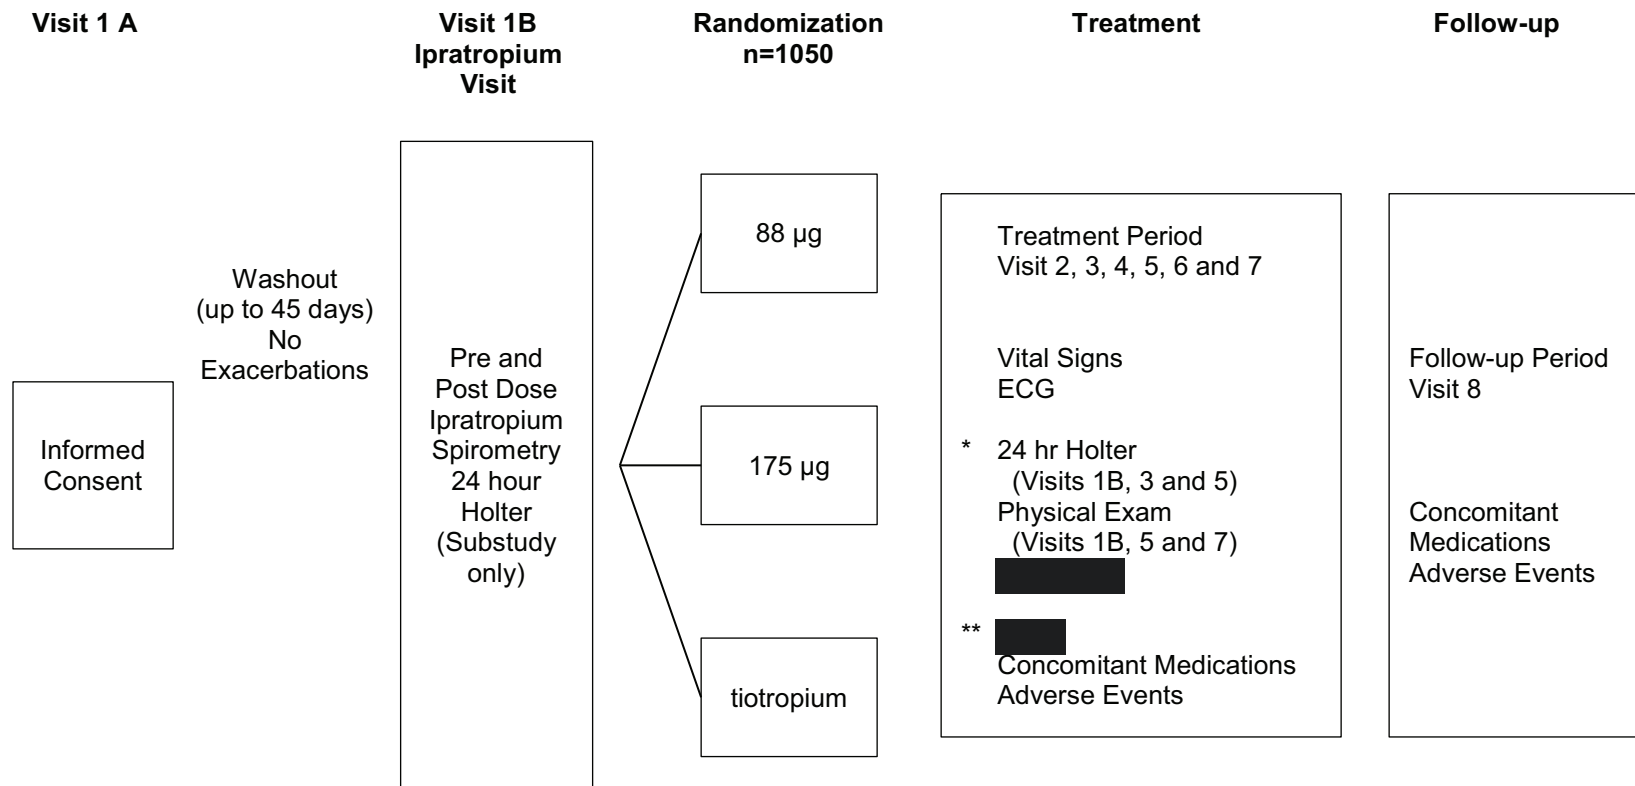 Visit 1 A
Visit 1B
Ipratropium
Visit
Randomization
n=1050
Treatment
Follow-up
Informed
Consent
Washout
(up to 45 days)
No
Exacerbations
Pre and
Post Dose
Ipratropium
Spirometry
24 hour
Holter
(Substudy
only)
88 µg
175 µg
tiotropium
Treatment Period
Visit 2, 3, 4, 5, 6 and 7
Vital Signs
ECG
* 24 hr Holter
(Visits 1B, 3 and 5)
Physical Exam
(Visits 1B, 5 and 7)
**
Concomitant Medications
Adverse Events
Follow-up Period
Visit 8
Concomitant
Medications
Adverse Events